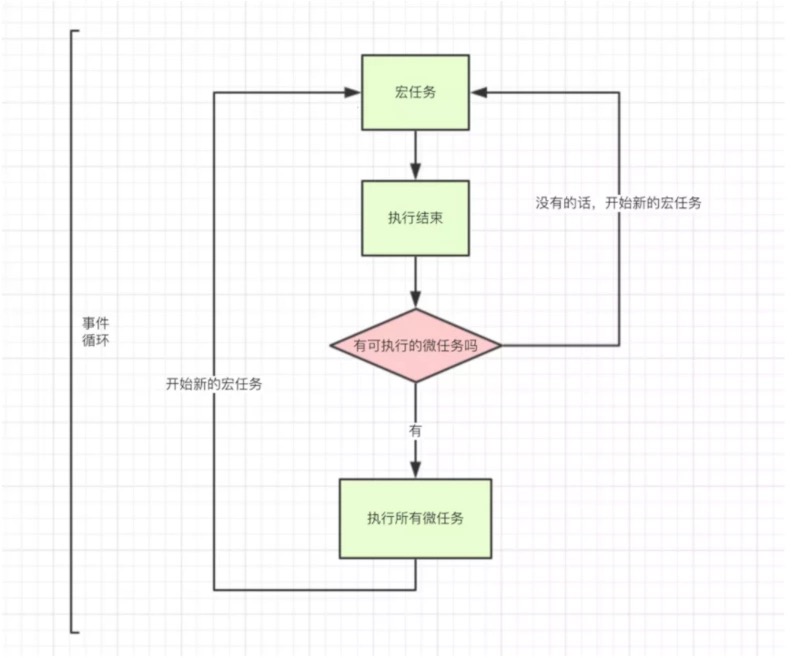 宏任务
执行结束
没有的话，开始新的宏任务
事件
循环
有可执行的微任务吗
开始新的宏任务
有
执行所有微任务